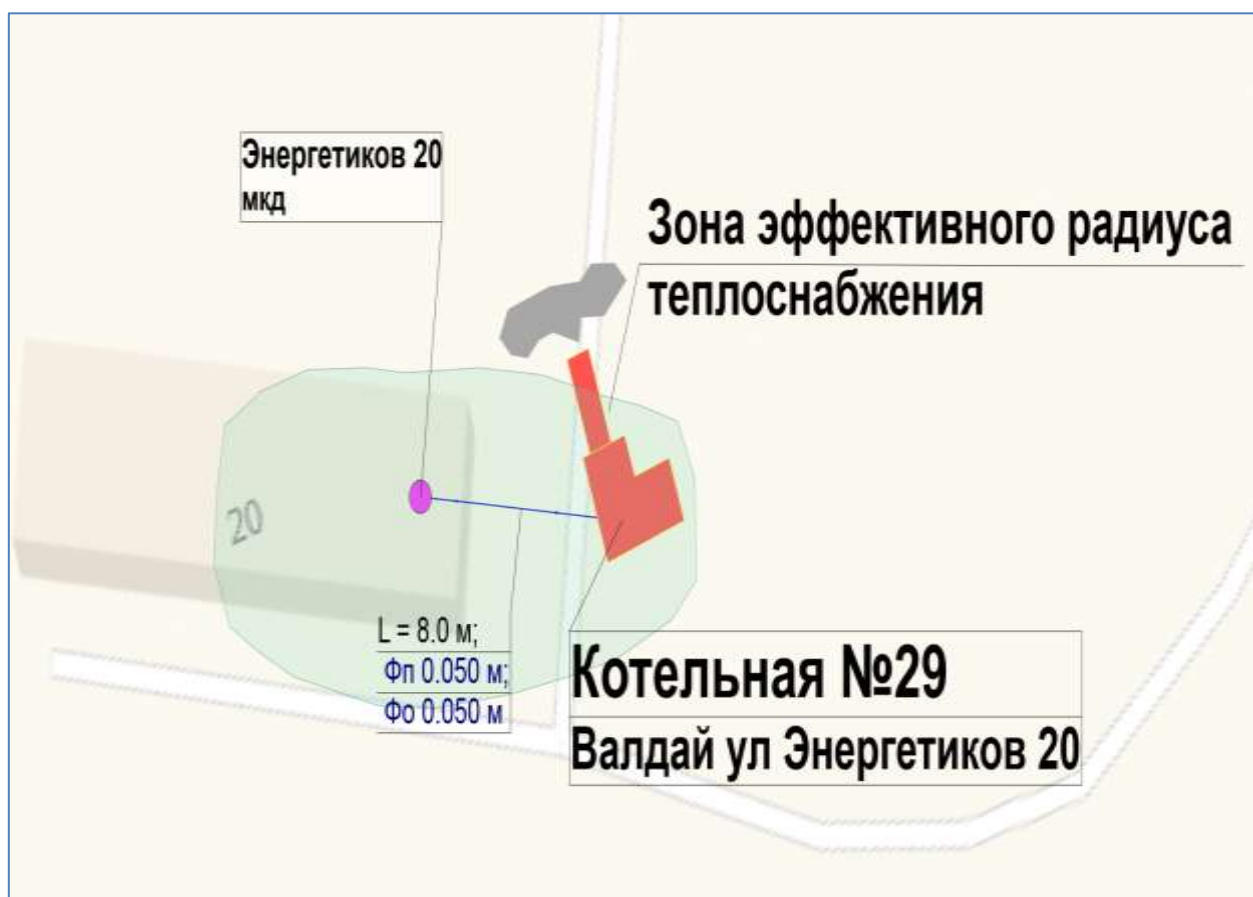 Энергетиков 20
мкд
Зона эффективного радиуса
теплоснабжения
20
L = 8.0 м;
Фп 0.050 м;
Фо 0.050 м
Котельная №29
Валдай ул Энергетиков 20